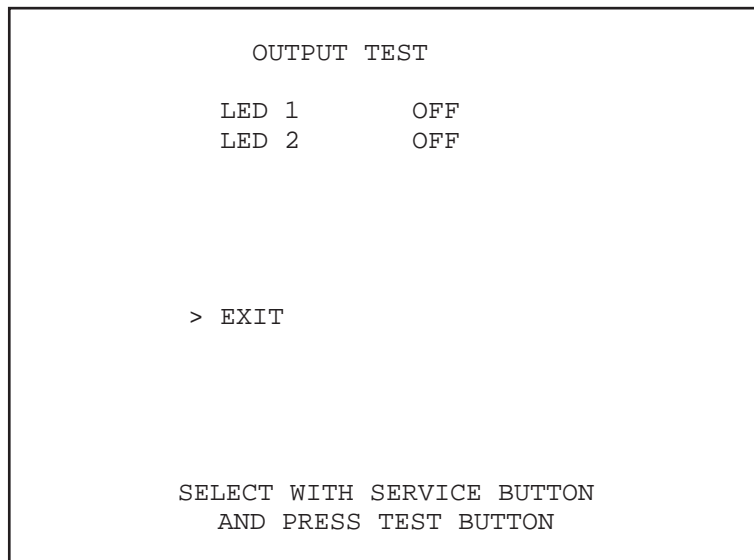 OUTPUT TEST
LED 1 OFF
LED 2 OFF
> EXIT
SELECT WITH SERVICE BUTTON
AND PRESS TEST BUTTON